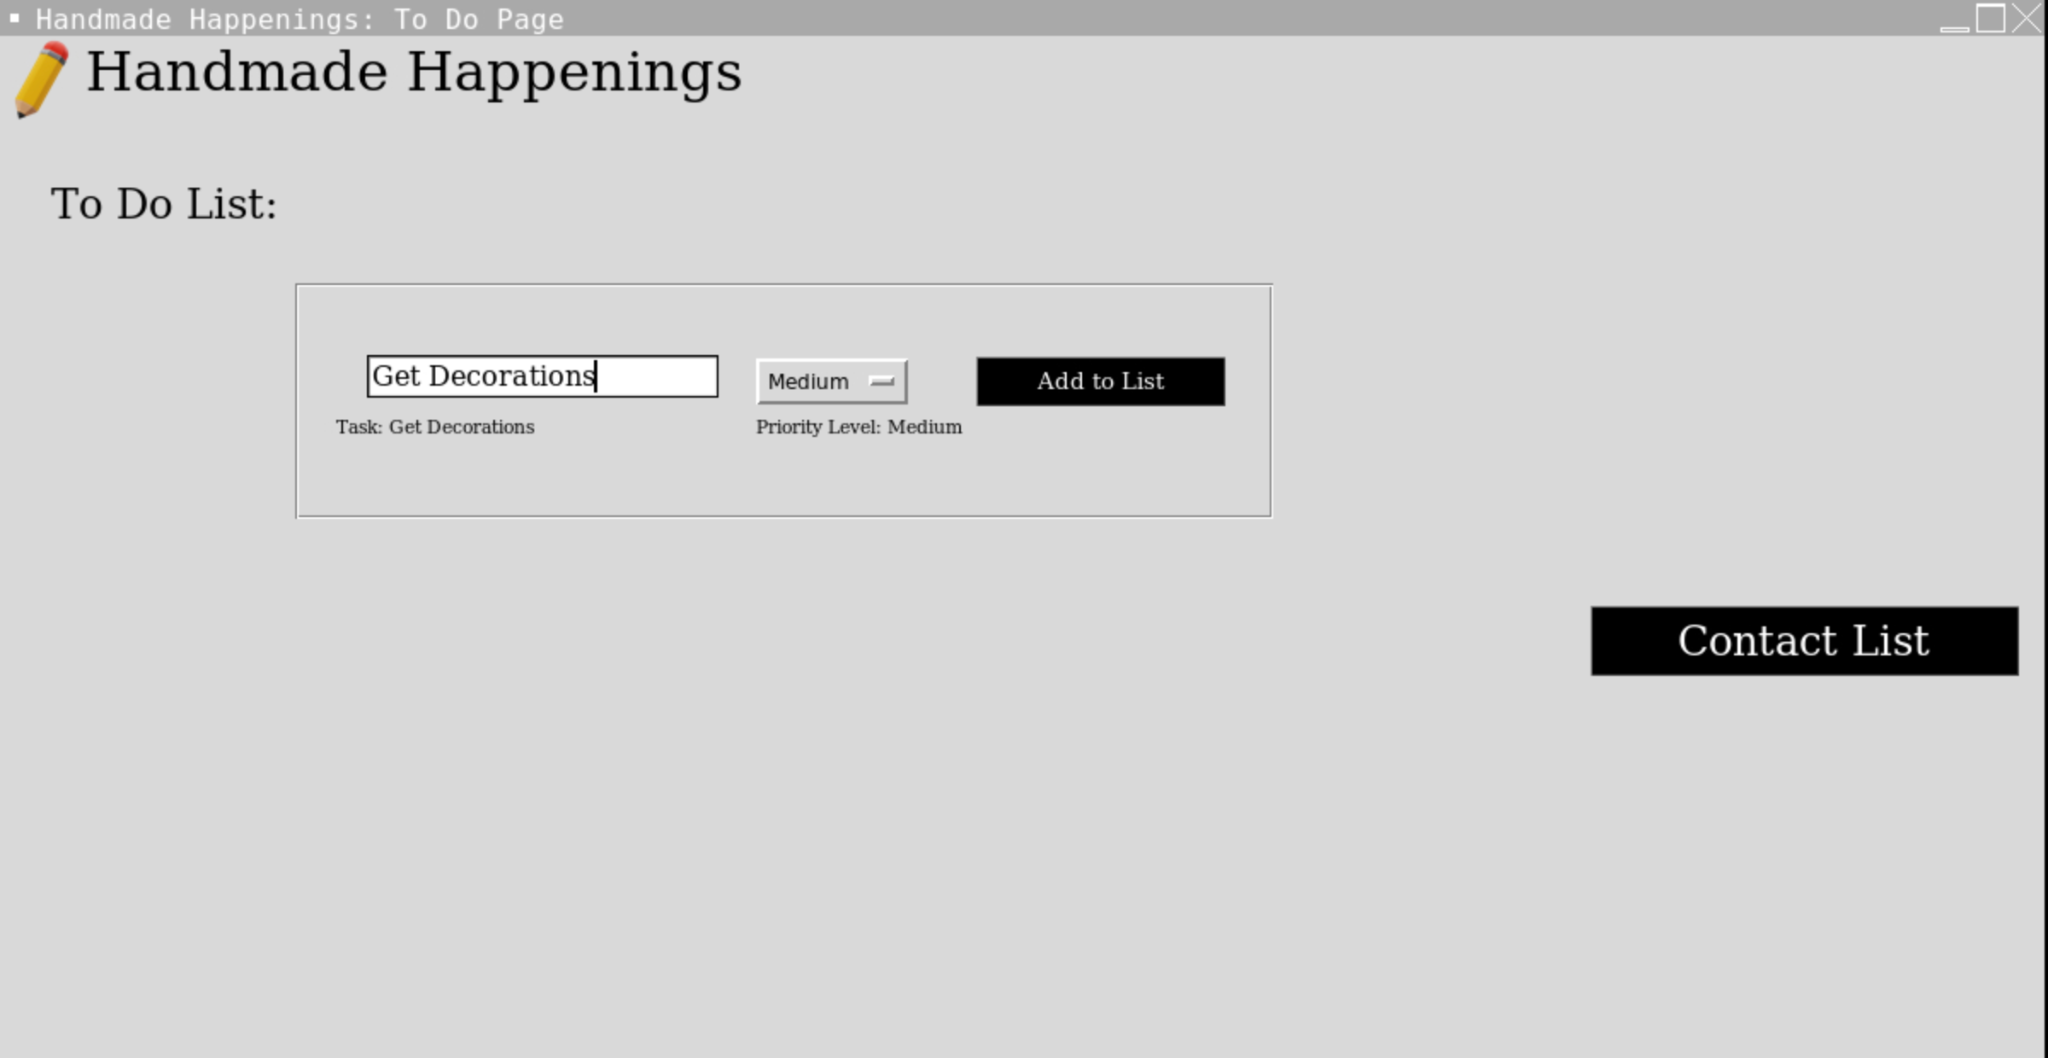 Handmade Happenings: To Do Page
Handmade Happenings
To Do List:
Get Decorations
Medium
Add to List
Task: Get Decorations
Priority Level: Medium
Contact List